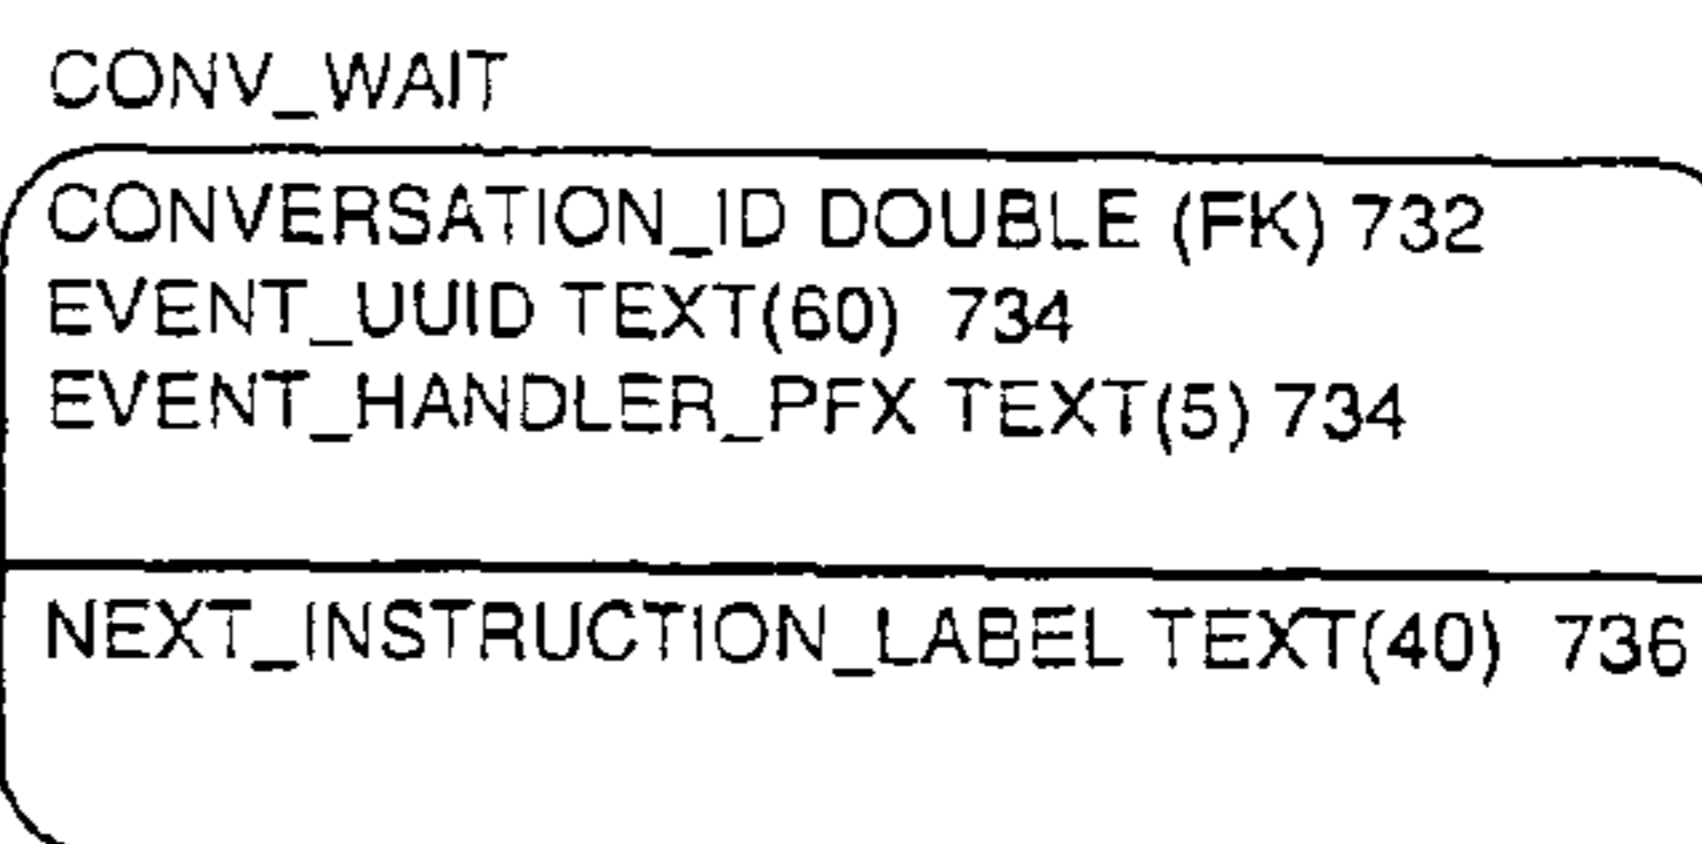 CONV_WAIT
CONVERSATION_ID DOUBLE (FK) 732
EVENT_UUID TEXT(60) 734
EVENT_HANDLER_PFX TEXT(5) 734
NEXT_INSTRUCTION_LABEL TEXT(40) 736